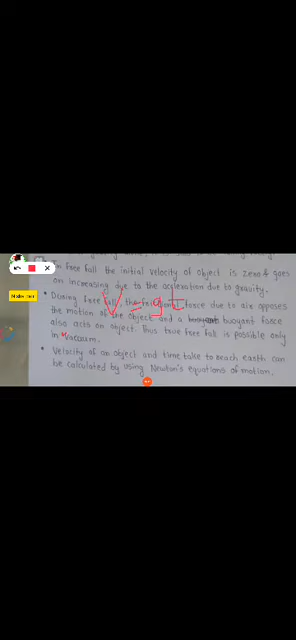 In free fall the initial velocity of object is zero & goes
on increasing due to the accleration due to gravity.
• During free fall, the frictional force due to air opposes
the motion of the object and a buoyant force
also acts on object. Thus true free fall is possible only
in vaccum.
• Velocity of an object and time take to reach earth can
be calculated by using Newton's equations of motion.
V = gt